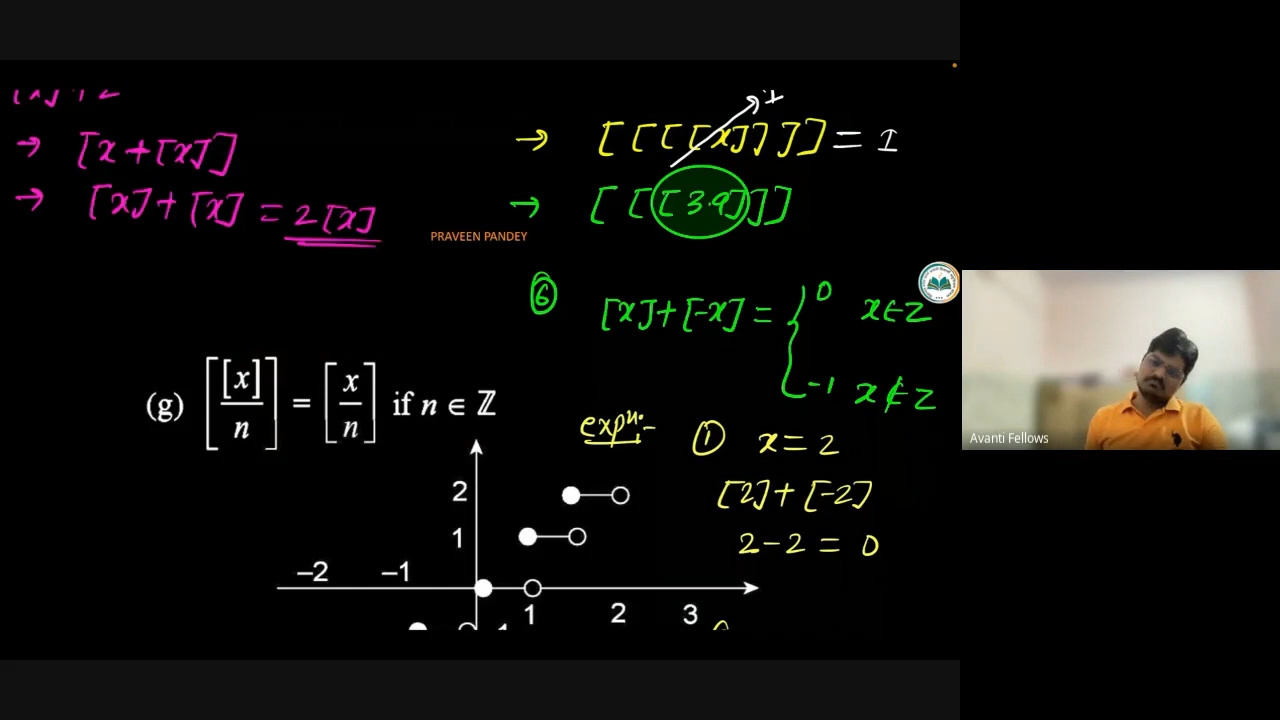 → [x+[x]]
→ [x]+[x] = 2[x]
→ [[[[x]]]] = I
I
→ [[[3.9]]]
PRAVEEN PANDEY
⑥ [x]+[-x] = { 0 x∈Z
-1 x∉Z
(g) [[x]/n] = [x/n] if n ∈ ℤ
expn:- ① x = 2
[2]+[-2]
2-2 = 0
2
1
–2 –1
1 2 3
Avanti Fellows